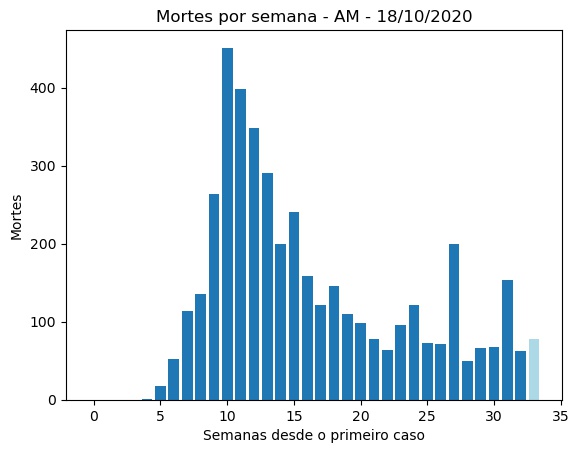 Mortes por semana - AM - 18/10/2020
Mortes
400
300
200
100
0
0 5 10 15 20 25 30 35
Semanas desde o primeiro caso